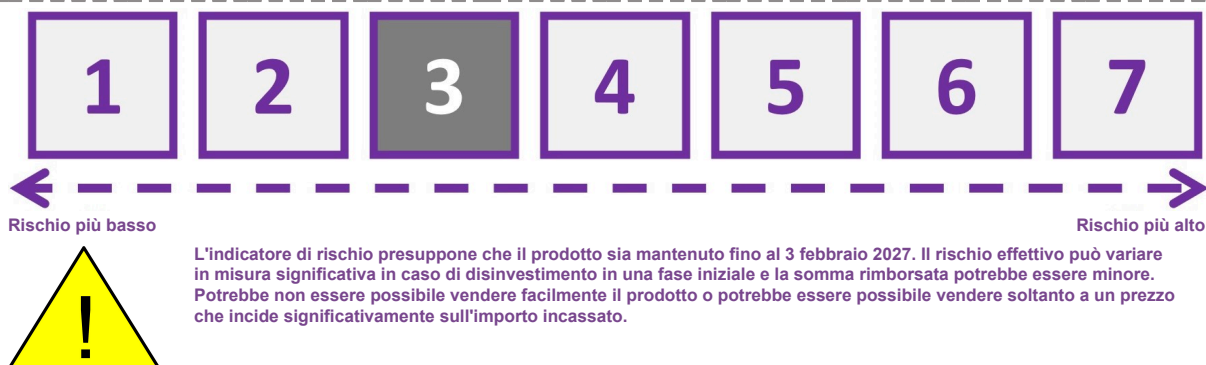 1 2 3 4 5 6 7
Rischio più basso Rischio più alto
L'indicatore di rischio presuppone che il prodotto sia mantenuto fino al 3 febbraio 2027. Il rischio effettivo può variare
in misura significativa in caso di disinvestimento in una fase iniziale e la somma rimborsata potrebbe essere minore.
Potrebbe non essere possibile vendere facilmente il prodotto o potrebbe essere possibile vendere soltanto a un prezzo
che incide significativamente sull'importo incassato.
!